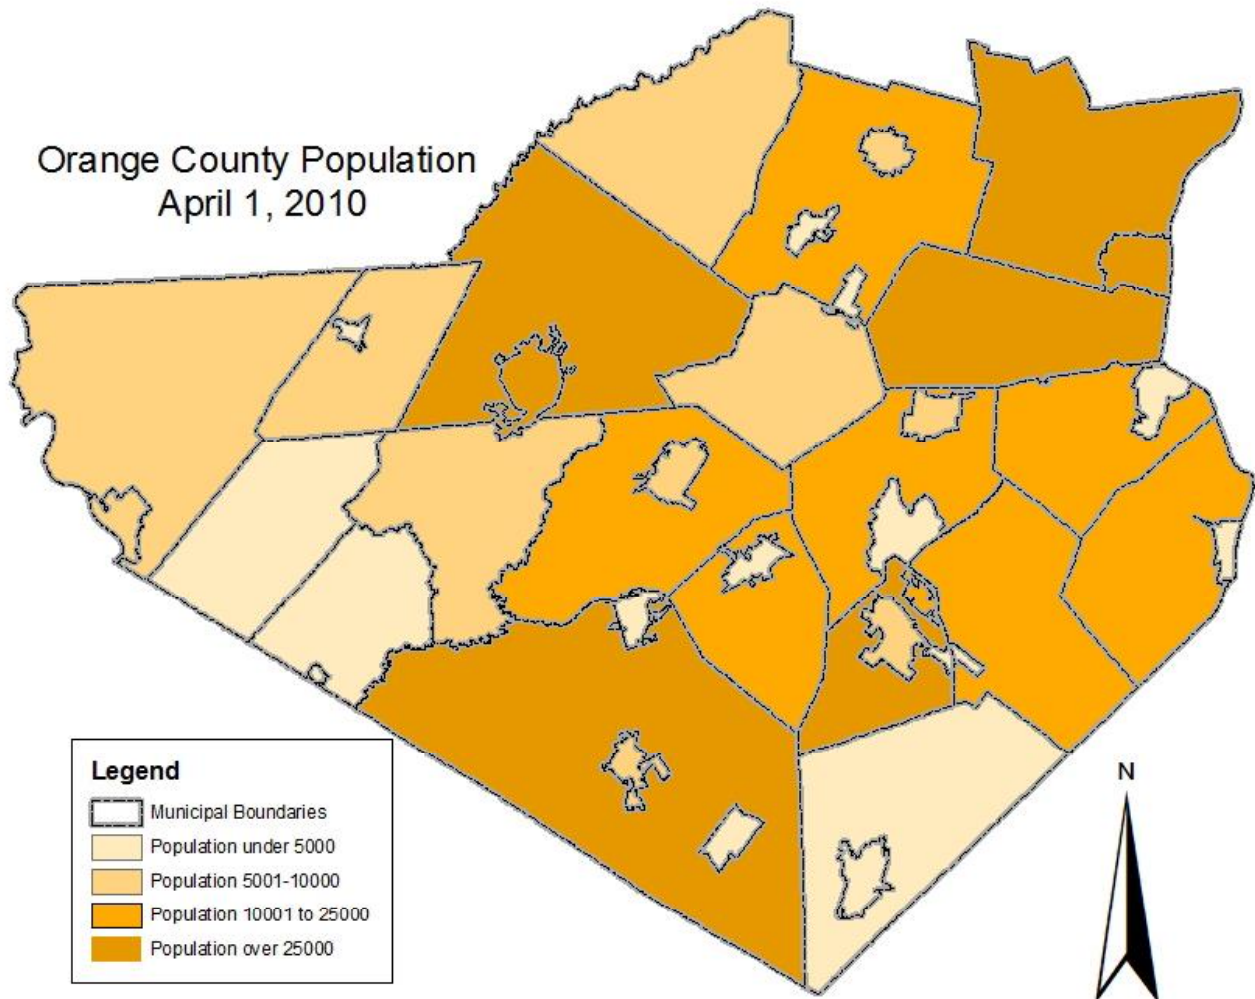 Orange County Population
April 1, 2010
Legend
Municipal Boundaries
Population under 5000
Population 5001-10000
Population 10001 to 25000
Population over 25000
N